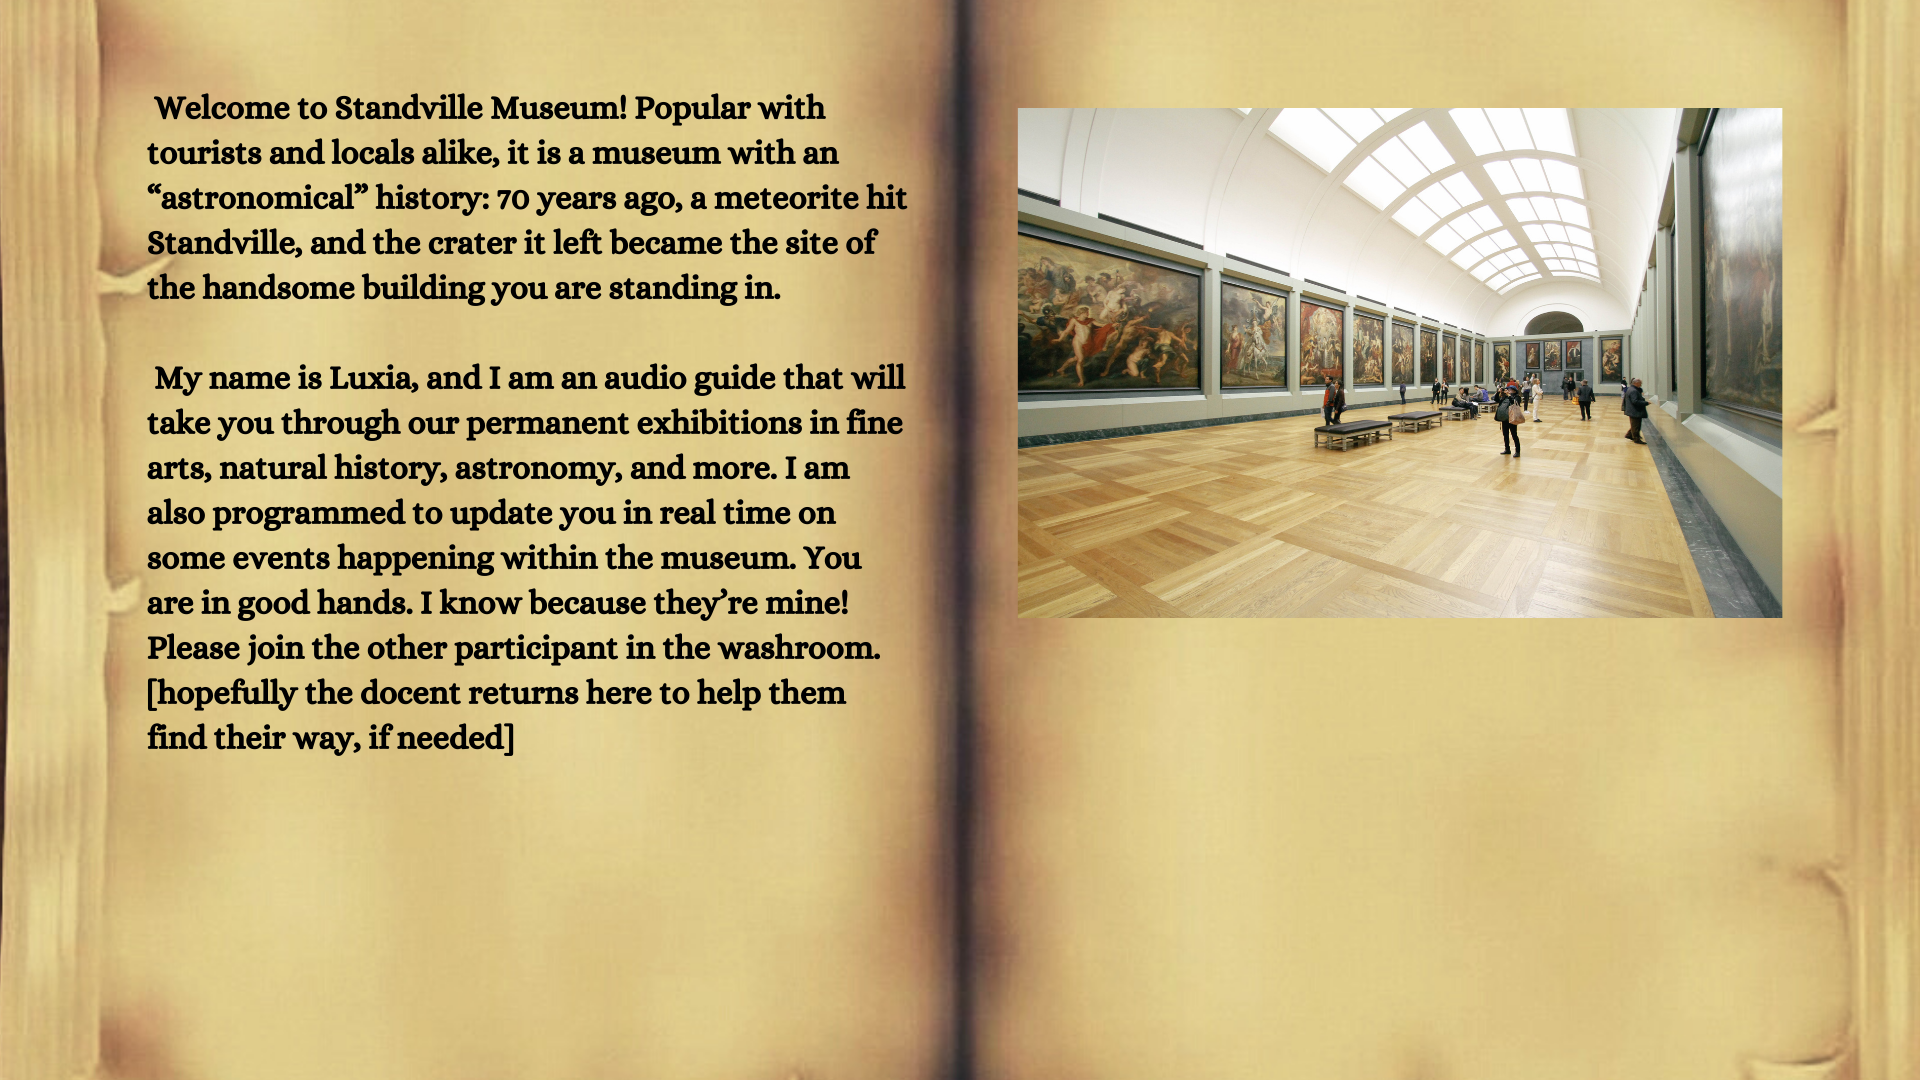 Welcome to Standville Museum! Popular with
tourists and locals alike, it is a museum with an
“astronomical” history: 70 years ago, a meteorite hit
Standville, and the crater it left became the site of
the handsome building you are standing in.
My name is Luxia, and I am an audio guide that will
take you through our permanent exhibitions in fine
arts, natural history, astronomy, and more. I am
also programmed to update you in real time on
some events happening within the museum. You
are in good hands. I know because they’re mine!
Please join the other participant in the washroom.
[hopefully the docent returns here to help them
find their way, if needed]